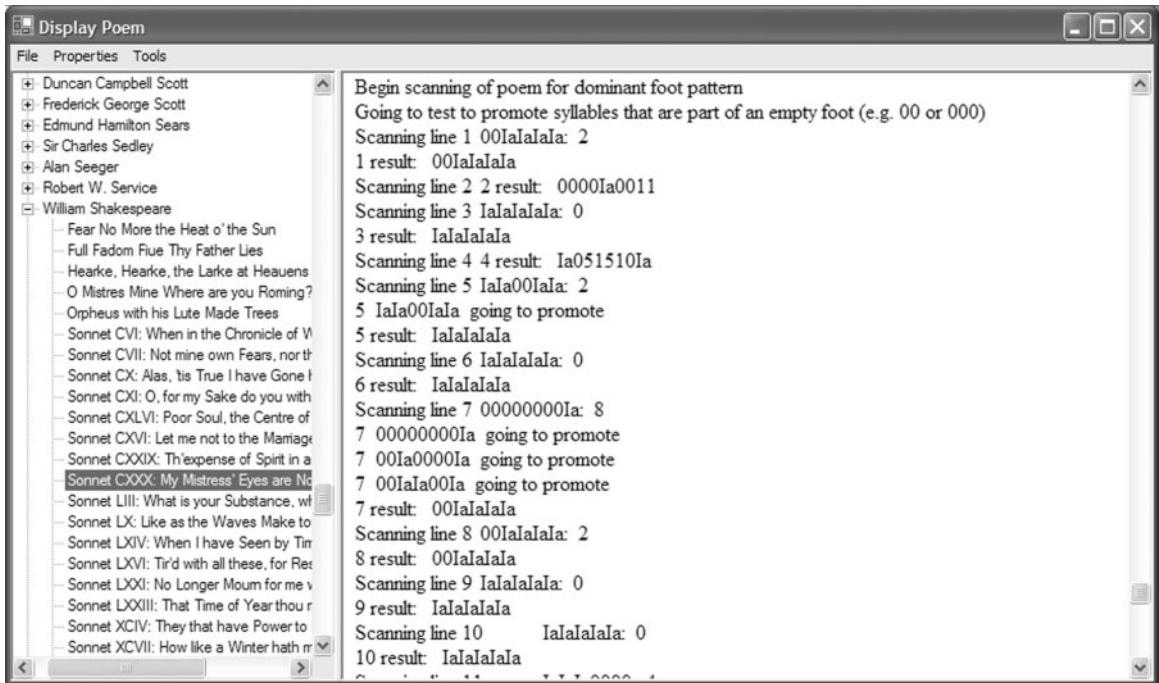 Display Poem
File Properties Tools
Duncan Campbell Scott
Frederick George Scott
Edmund Hamilton Sears
Sir Charles Sedley
Alan Seeger
Robert W. Service
William Shakespeare
Fear No More the Heat o' the Sun
Full Fadom Fiue Thy Father Lies
Hearke, Hearke, the Larke at Heauens
O Mistres Mine Where are you Roming?
Orpheus with his Lute Made Trees
Sonnet CVI: When in the Chronicle of W
Sonnet CVII: Not mine own Fears, nor th
Sonnet CX: Alas, 'tis True I have Gone h
Sonnet CXI: O, for my Sake do you with
Sonnet CXLVI: Poor Soul, the Centre of
Sonnet CXVI: Let me not to the Marriage
Sonnet CXXIX: Th'expense of Spirit in a
Sonnet CXXX: My Mistress' Eyes are No
Sonnet LIII: What is your Substance, wh
Sonnet LX: Like as the Waves Make to
Sonnet LXIV: When I have Seen by Tim
Sonnet LXVI: Tir'd with all these, for Res
Sonnet LXXI: No Longer Mourn for me w
Sonnet LXXIII: That Time of Year thou m
Sonnet XCIV: They that have Power to
Sonnet XCVII: How like a Winter hath m
Begin scanning of poem for dominant foot pattern
Going to test to promote syllables that are part of an empty foot (e.g. 00 or 000)
Scanning line 1 00IaIaIaIa: 2
1 result: 00IaIaIaIa
Scanning line 2 2 result: 0000Ia0011
Scanning line 3 IaIaIaIaIa: 0
3 result: IaIaIaIaIa
Scanning line 4 4 result: Ia051510Ia
Scanning line 5 IaIa00IaIa: 2
5 IaIa00IaIa going to promote
5 result: IaIaIaIaIa
Scanning line 6 IaIaIaIaIa: 0
6 result: IaIaIaIaIa
Scanning line 7 00000000Ia: 8
7 00000000Ia going to promote
7 00Ia0000Ia going to promote
7 00IaIa00Ia going to promote
7 result: 00IaIaIaIa
Scanning line 8 00IaIaIaIa: 2
8 result: 00IaIaIaIa
Scanning line 9 IaIaIaIaIa: 0
9 result: IaIaIaIaIa
Scanning line 10 IaIaIaIaIa: 0
10 result: IaIaIaIaIa